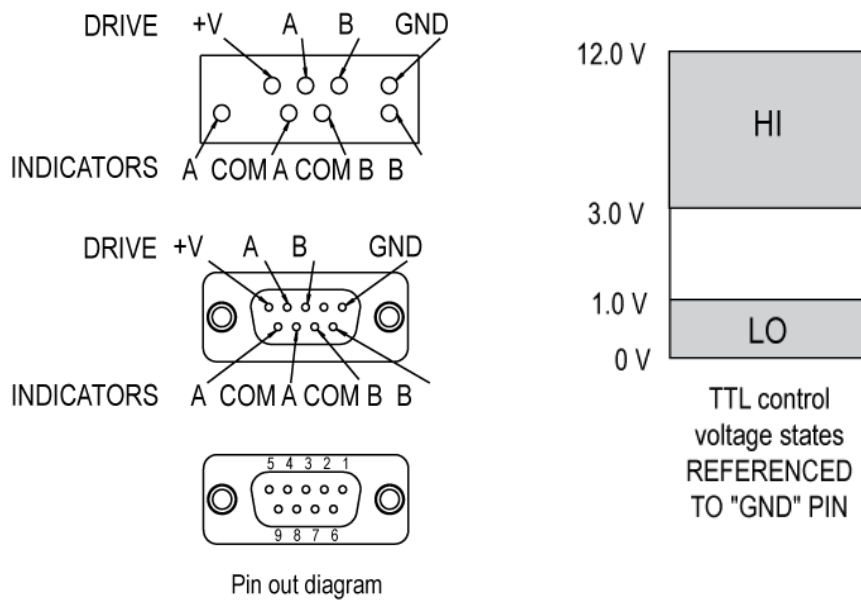 DRIVE +V A B GND
INDICATORS A COM A COM B B
DRIVE +V A B GND
INDICATORS A COM A COM B B
5 4 3 2 1
9 8 7 6
Pin out diagram
12.0 V
HI
3.0 V
1.0 V
LO
0 V
TTL control
voltage states
REFERENCED
TO "GND" PIN